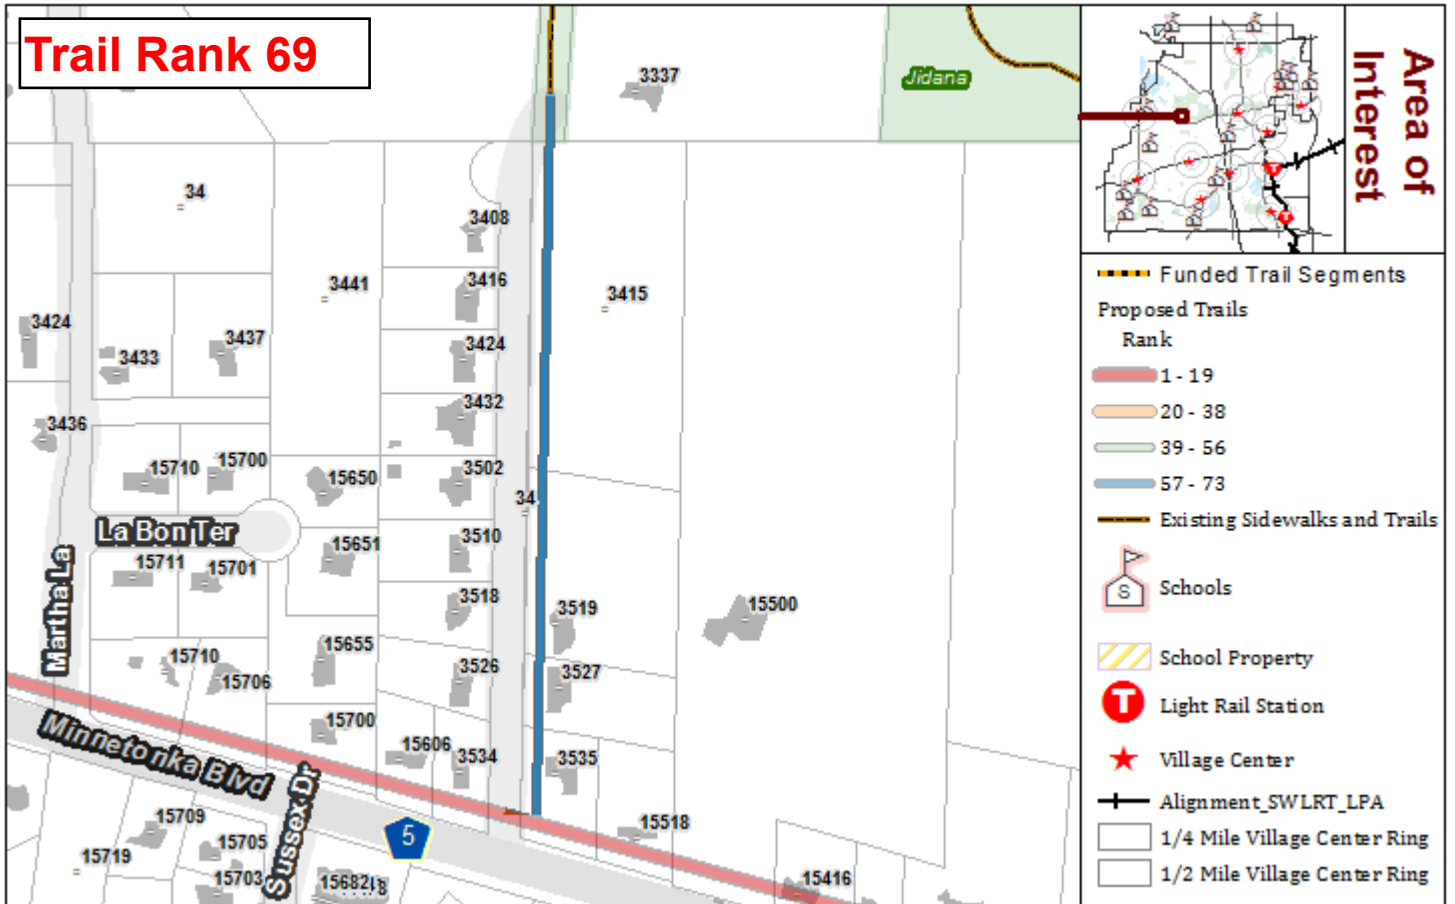 Trail Rank 69
3337
Jidana
34
3408
3441
3416
3415
3424
3433
3437
3424
3436
3432
15710
15700
15650
3502
34
La Bon Ter
15711
15701
15651
3510
Martha La
3518
3519
15500
15710
15706
15655
3526
3527
15700
15606
3534
3535
Minnetonka Blvd
Sussex Dr
15709
15705
15719
15703
15682
5
15518
15416
Area of
Interest
Funded Trail Segments
Proposed Trails
Rank
1 - 19
20 - 38
39 - 56
57 - 73
Existing Sidewalks and Trails
S
Schools
School Property
T
Light Rail Station
Village Center
Alignment_SWLRT_LPA
1/4 Mile Village Center Ring
1/2 Mile Village Center Ring